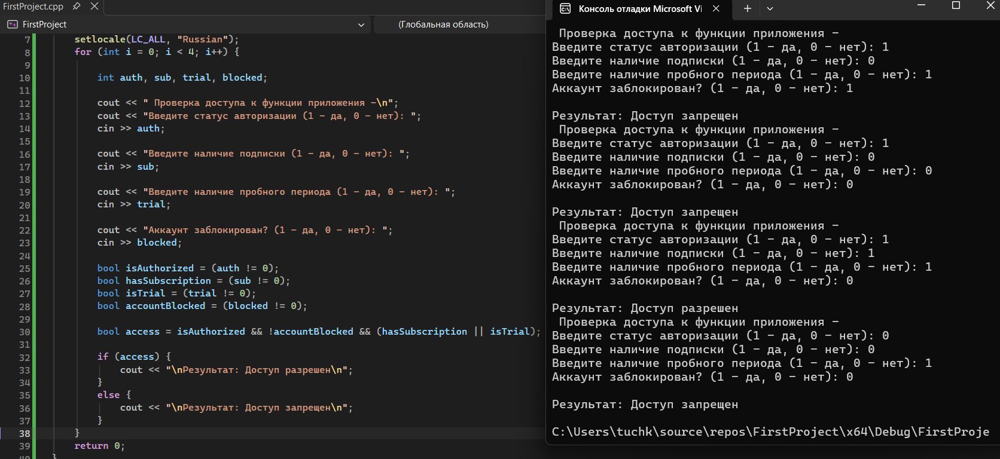 FirstProject.cpp
FirstProject
(Глобальная область)
7 setlocale(LC_ALL, "Russian");
8 for (int i = 0; i < 4; i++) {
9
10 int auth, sub, trial, blocked;
11
12 cout << " Проверка доступа к функции приложения -\n";
13 cout << "Введите статус авторизации (1 - да, 0 - нет): ";
14 cin >> auth;
15
16 cout << "Введите наличие подписки (1 - да, 0 - нет): ";
17 cin >> sub;
18
19 cout << "Введите наличие пробного периода (1 - да, 0 - нет): ";
20 cin >> trial;
21
22 cout << "Аккаунт заблокирован? (1 - да, 0 - нет): ";
23 cin >> blocked;
24
25 bool isAuthorized = (auth != 0);
26 bool hasSubscription = (sub != 0);
27 bool isTrial = (trial != 0);
28 bool accountBlocked = (blocked != 0);
29
30 bool access = isAuthorized && !accountBlocked && (hasSubscription || isTrial);
31
32 if (access) {
33 cout << "\nРезультат: Доступ разрешен\n";
34 }
35 else {
36 cout << "\nРезультат: Доступ запрещен\n";
37 }
38 }
39 return 0;
40 }
Консоль отладки Microsoft Vi
Проверка доступа к функции приложения -
Введите статус авторизации (1 - да, 0 - нет): 1
Введите наличие подписки (1 - да, 0 - нет): 0
Введите наличие пробного периода (1 - да, 0 - нет): 1
Аккаунт заблокирован? (1 - да, 0 - нет): 1
Результат: Доступ запрещен
Проверка доступа к функции приложения -
Введите статус авторизации (1 - да, 0 - нет): 1
Введите наличие подписки (1 - да, 0 - нет): 0
Введите наличие пробного периода (1 - да, 0 - нет): 0
Аккаунт заблокирован? (1 - да, 0 - нет): 0
Результат: Доступ запрещен
Проверка доступа к функции приложения -
Введите статус авторизации (1 - да, 0 - нет): 1
Введите наличие подписки (1 - да, 0 - нет): 1
Введите наличие пробного периода (1 - да, 0 - нет): 1
Аккаунт заблокирован? (1 - да, 0 - нет): 0
Результат: Доступ разрешен
Проверка доступа к функции приложения -
Введите статус авторизации (1 - да, 0 - нет): 0
Введите наличие подписки (1 - да, 0 - нет): 0
Введите наличие пробного периода (1 - да, 0 - нет): 1
Аккаунт заблокирован? (1 - да, 0 - нет): 0
Результат: Доступ запрещен
C:\Users\tuchk\source\repos\FirstProject\x64\Debug\FirstProje